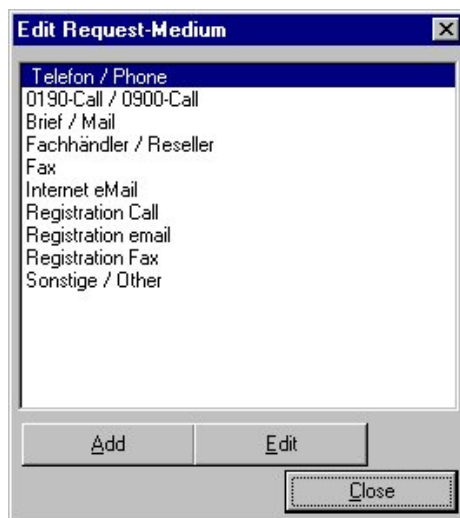 Edit Request-Medium
Telefon / Phone
0190-Call / 0900-Call
Brief / Mail
Fachhändler / Reseller
Fax
Internet eMail
Registration Call
Registration email
Registration Fax
Sonstige / Other
Add Edit
Close